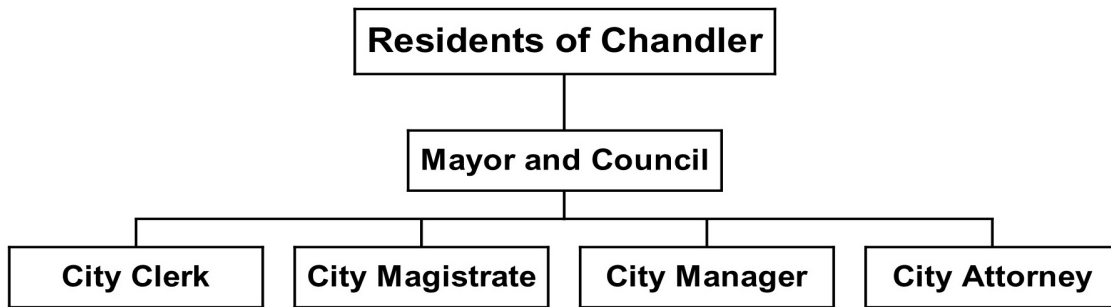 Residents of Chandler
Mayor and Council
City Clerk
City Magistrate
City Manager
City Attorney